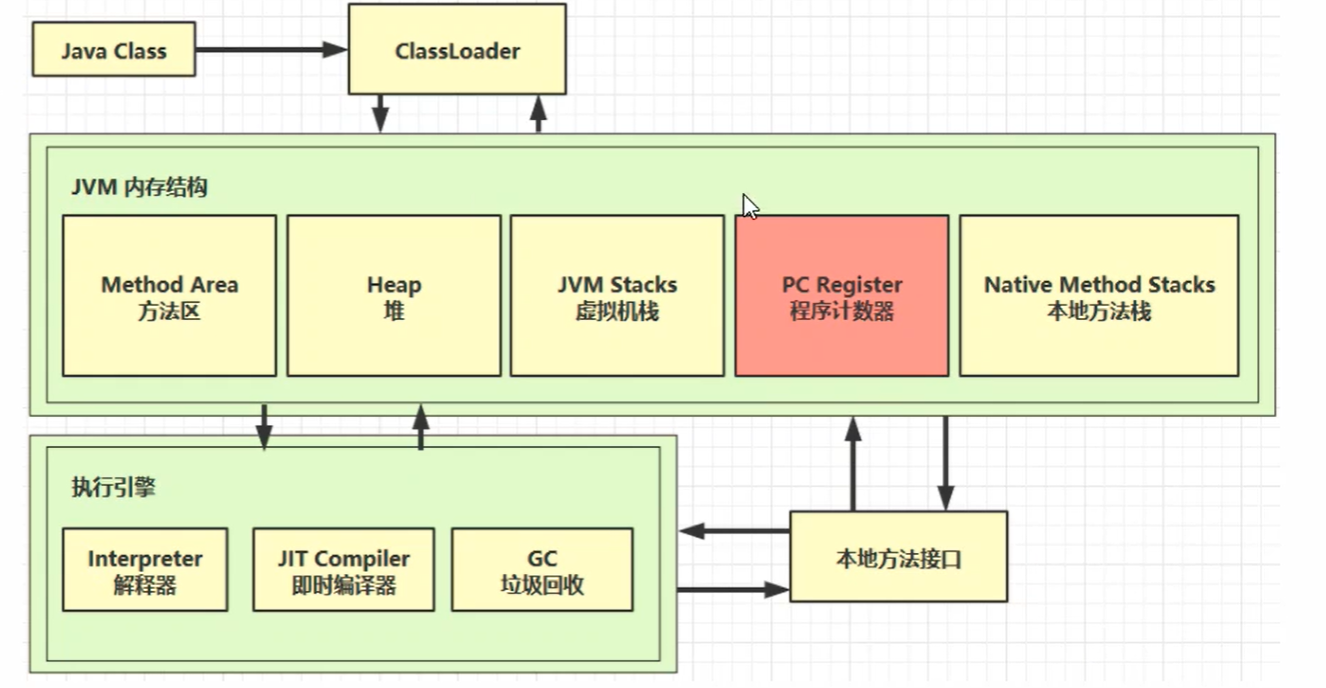 Java Class
ClassLoader
JVM 内存结构
Method Area
方法区
Heap
堆
JVM Stacks
虚拟机栈
PC Register
程序计数器
Native Method Stacks
本地方法栈
执行引擎
Interpreter
解释器
JIT Compiler
即时编译器
GC
垃圾回收
本地方法接口